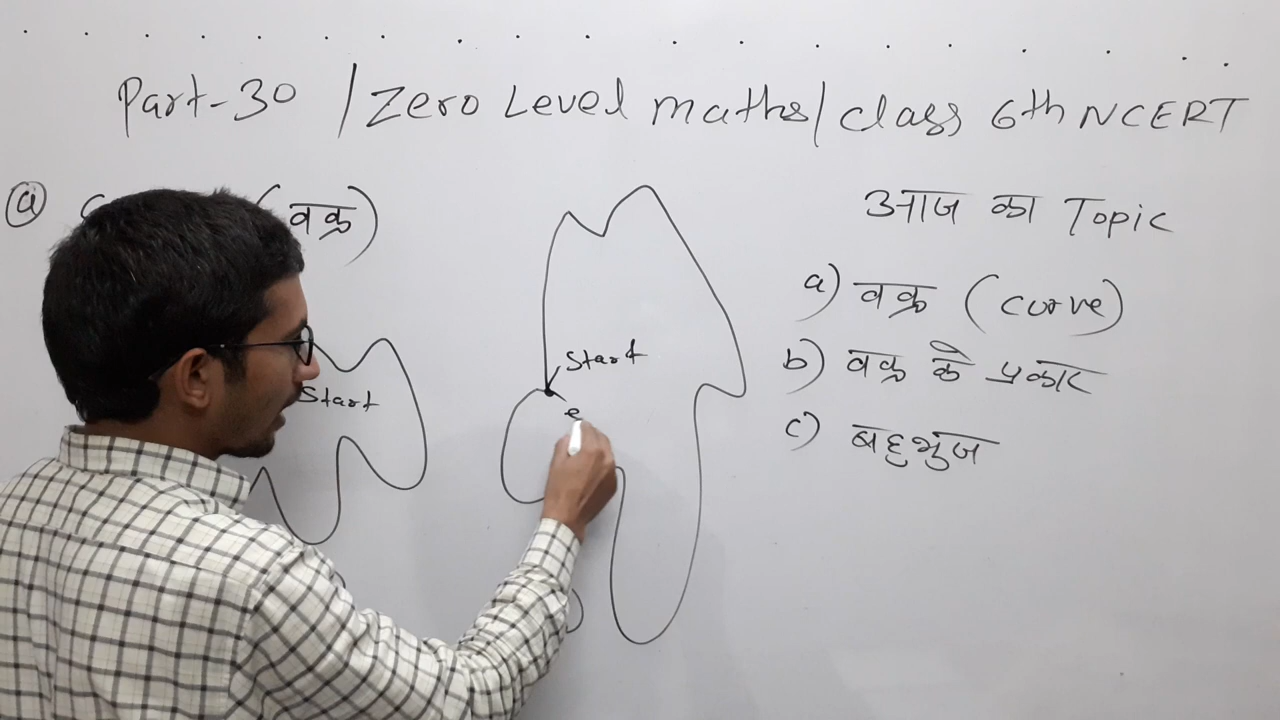 Part-30 / Zero Level maths / class 6th NCERT
a (वक्र)
आज का Topic
a) वक्र (curve)
b) वक्र के प्रकार
c) बहुभुज
Start
Start
e